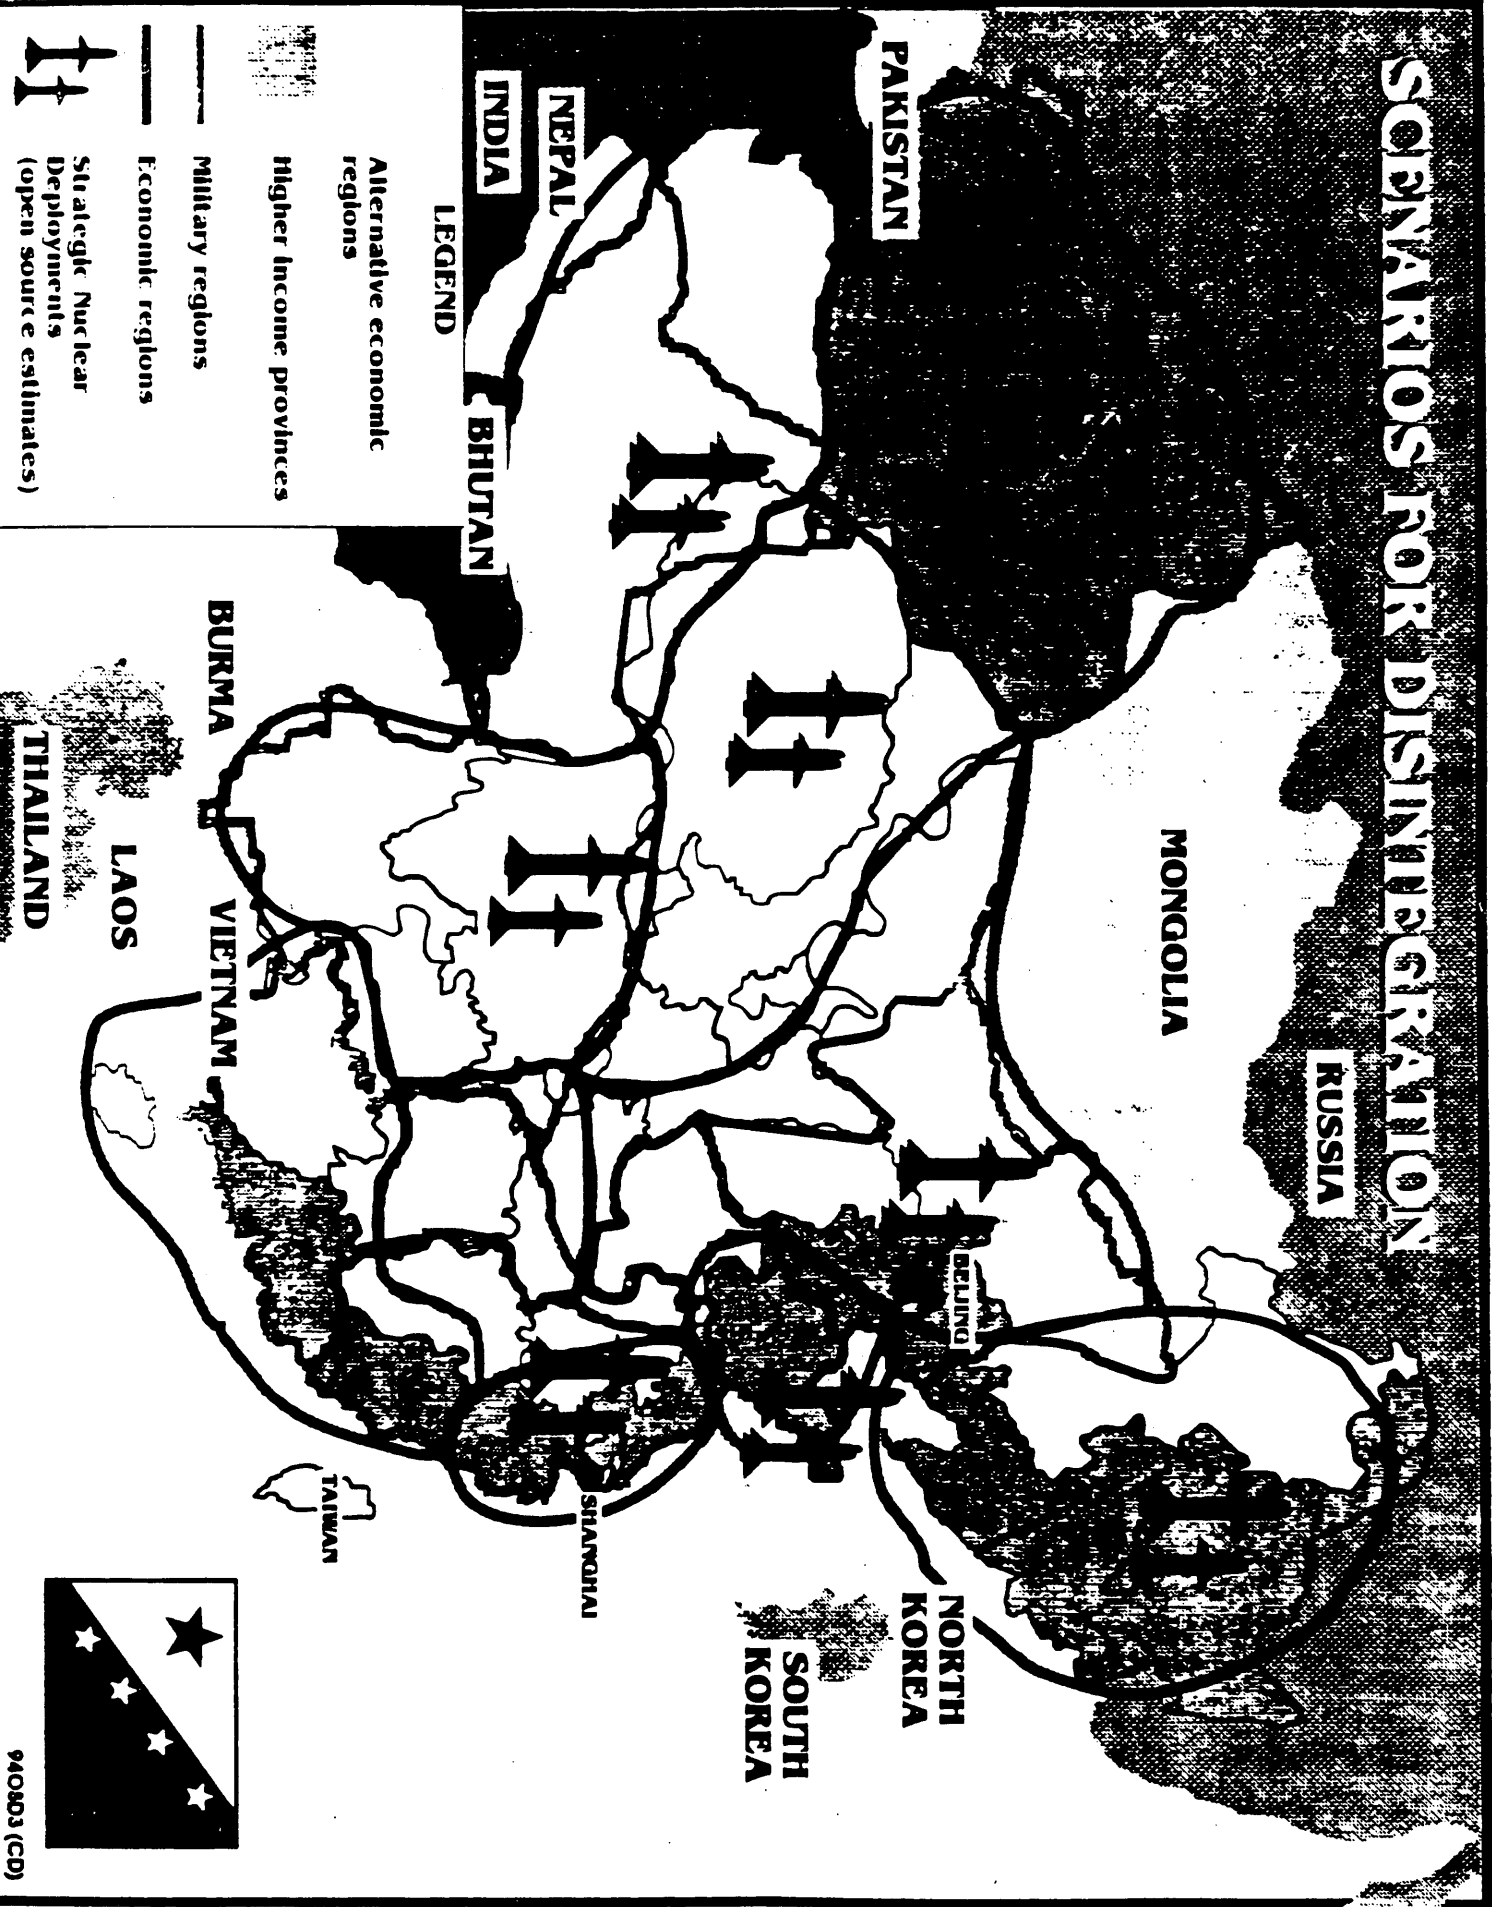 SCENARIOS FOR DISINTEGRATION
RUSSIA
MONGOLIA
PAKISTAN
NEPAL
INDIA
BHUTAN
BURMA
THAILAND
LAOS
VIETNAM
BEIJING
NORTH
KOREA
SOUTH
KOREA
SHANGHAI
TAIWAN
LEGEND
Alternative economic
regions
Higher income provinces
Military regions
Economic regions
Strategic Nuclear
Deployments
(open source estimates)
940803 (CD)